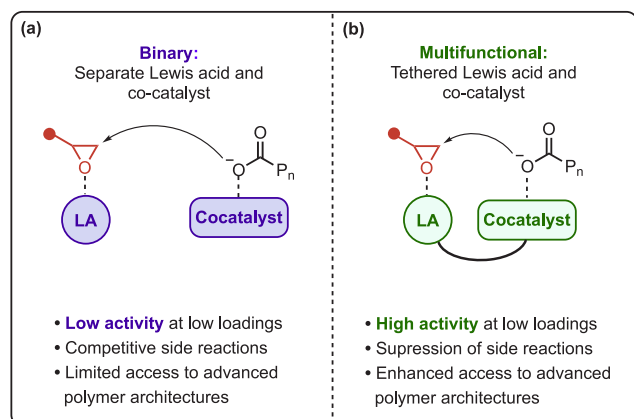 (a)
Binary:
Separate Lewis acid and
co-catalyst
O
O
−
O
Pn
LA
Cocatalyst
• Low activity at low loadings
• Competitive side reactions
• Limited access to advanced
polymer architectures
(b)
Multifunctional:
Tethered Lewis acid and
co-catalyst
O
O
−
O
Pn
LA
Cocatalyst
• High activity at low loadings
• Supression of side reactions
• Enhanced access to advanced
polymer architectures